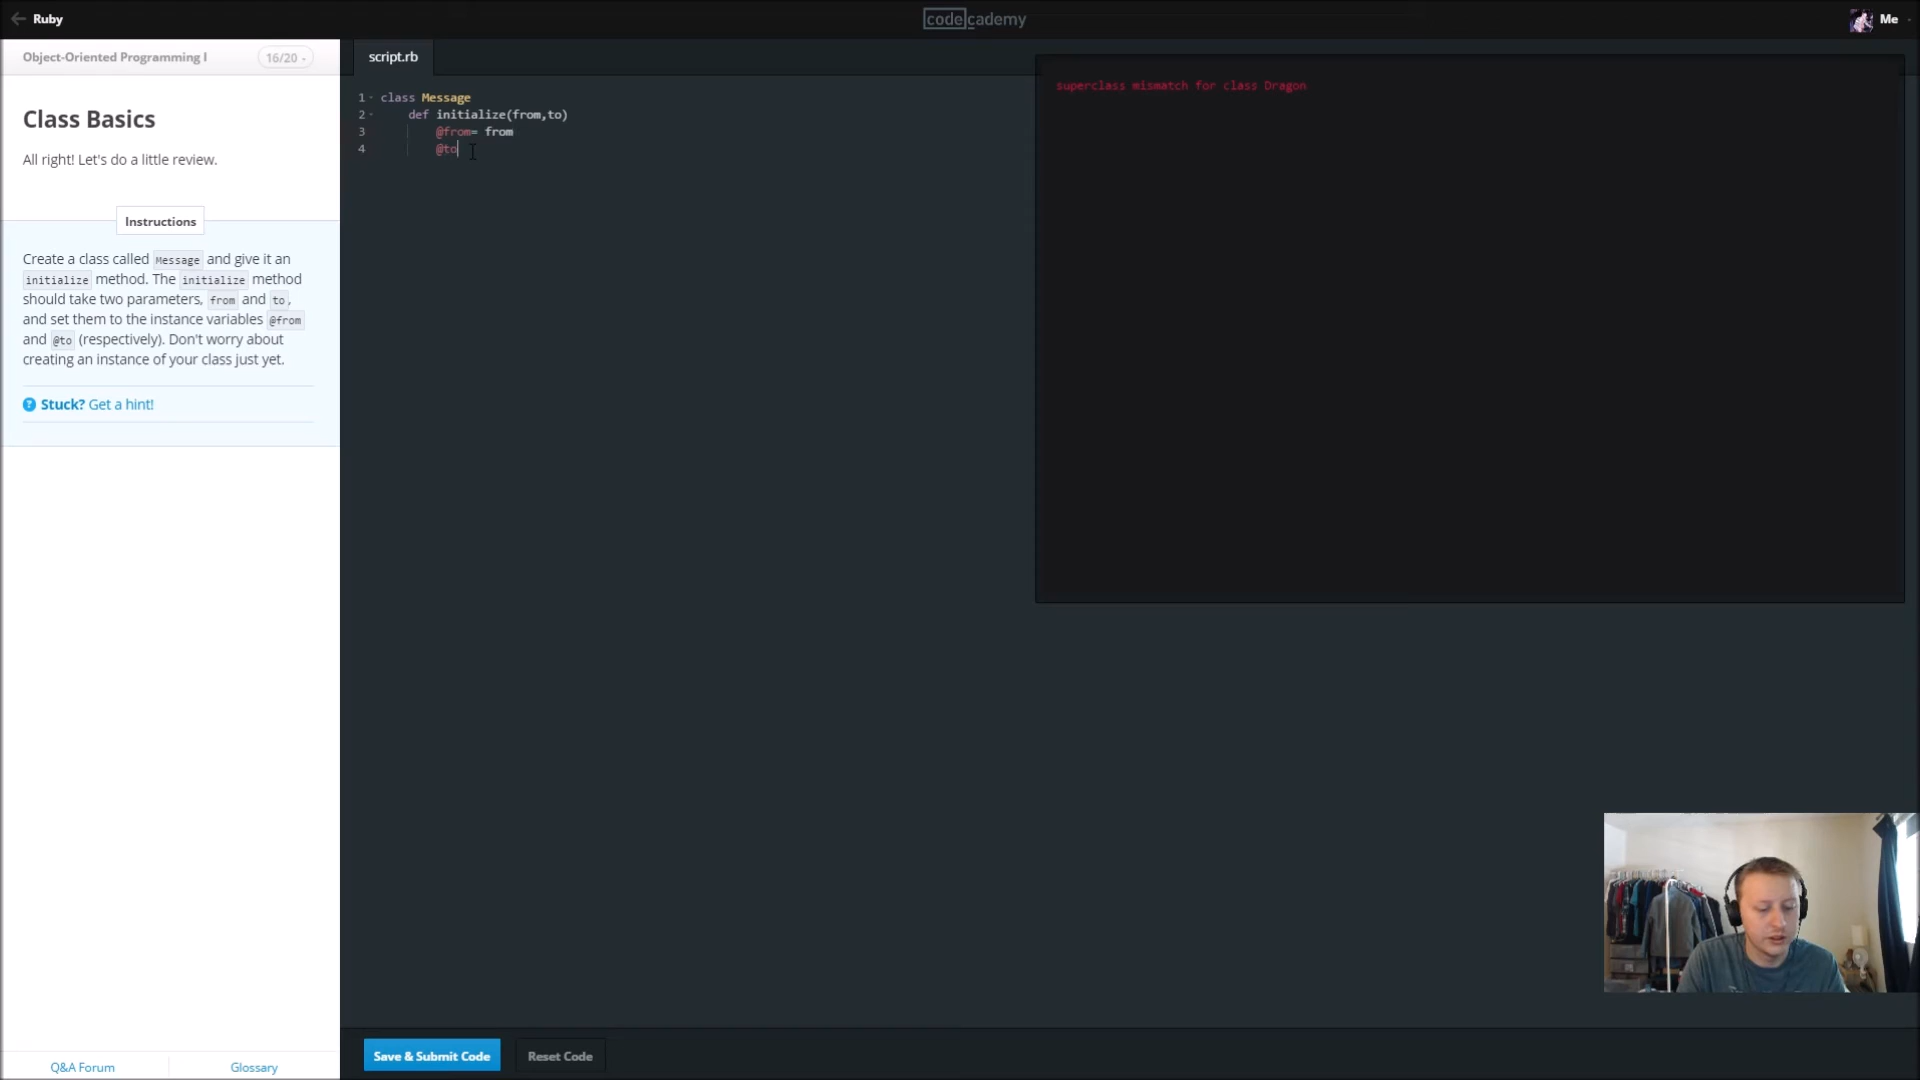 Ruby
codecademy
Me
Object-Oriented Programming I
16/20
script.rb
Class Basics
All right! Let's do a little review.
Instructions
Create a class called Message and give it an
initialize method. The initialize method
should take two parameters, from and to,
and set them to the instance variables @from
and @to (respectively). Don't worry about
creating an instance of your class just yet.
Stuck? Get a hint!
Q&A Forum
Glossary
1 class Message
2 def initialize(from,to)
3 @from= from
4 @to
superclass mismatch for class Dragon
Save & Submit Code
Reset Code